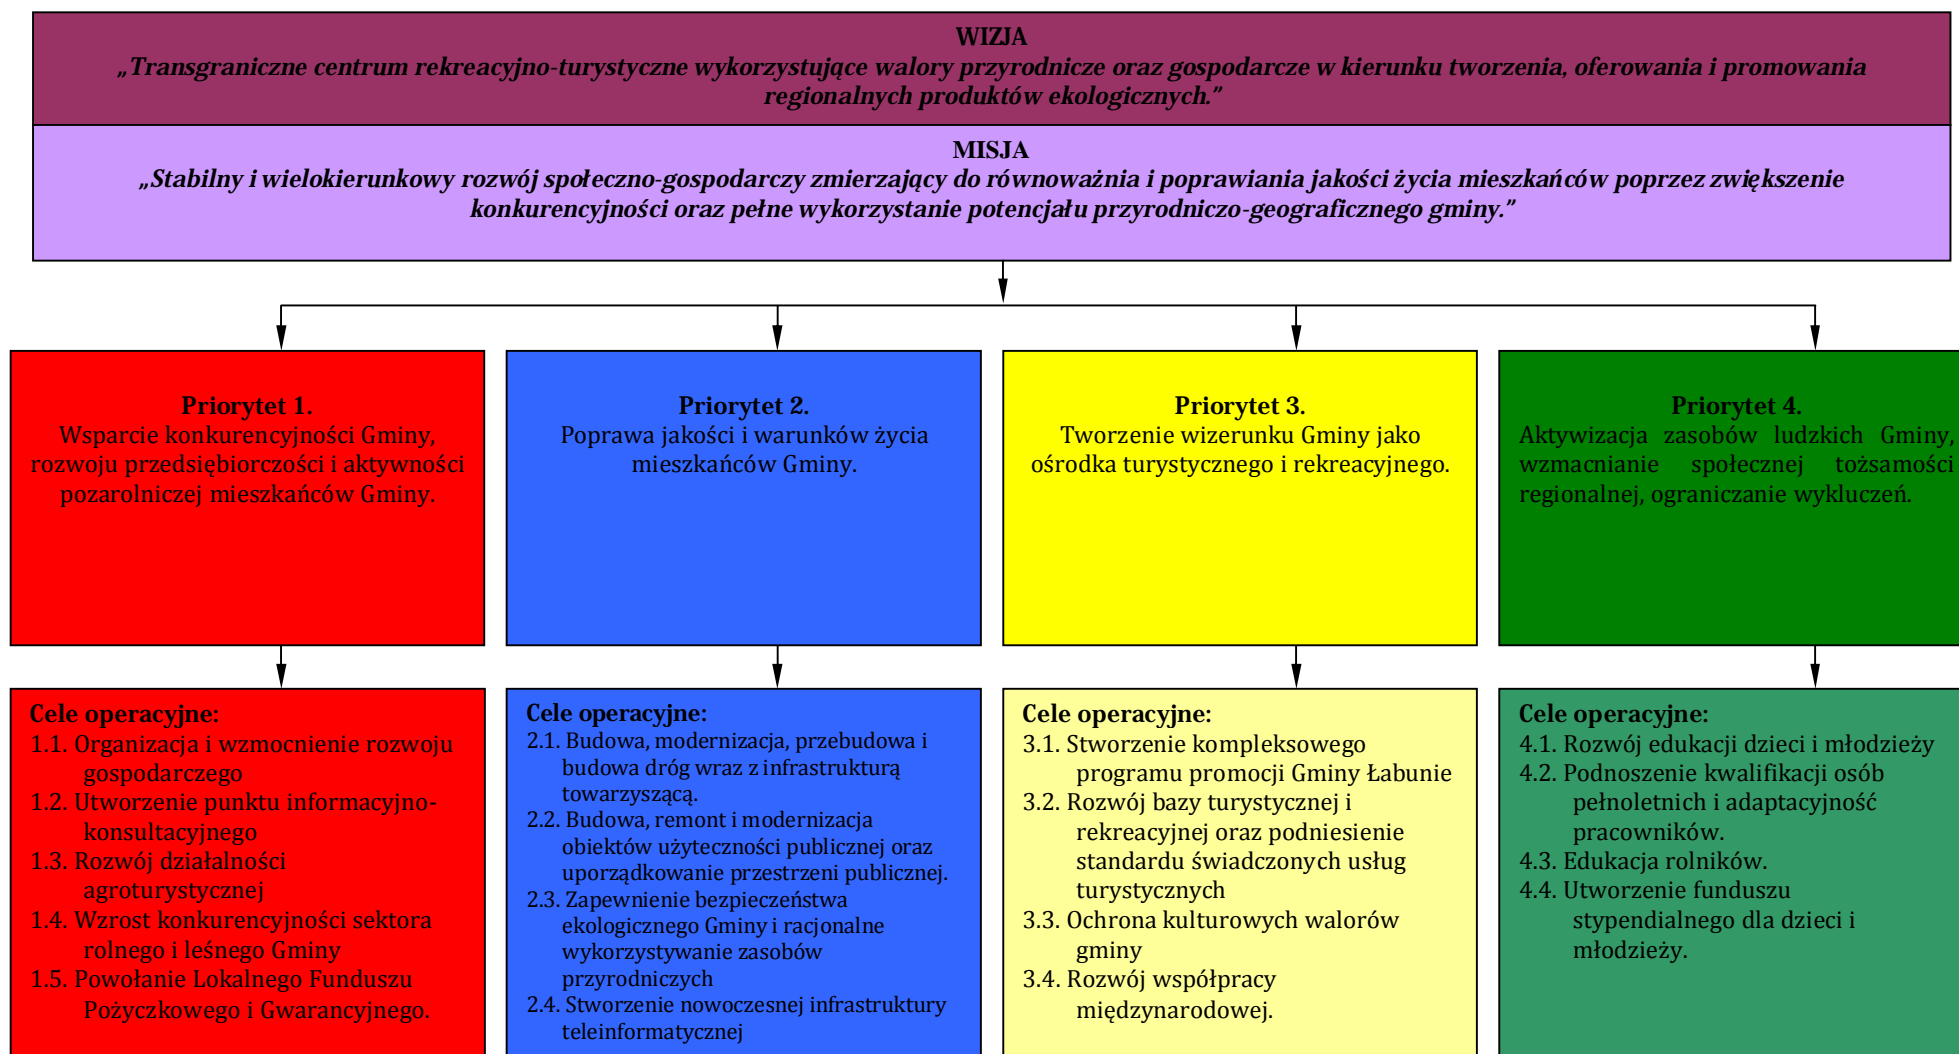 WIZJA
„Transgraniczne centrum rekreacyjno-turystyczne wykorzystujące walory przyrodnicze oraz gospodarcze w kierunku tworzenia, oferowania i promowania
regionalnych produktów ekologicznych.”
MISJA
„Stabilny i wielokierunkowy rozwój społeczno-gospodarczy zmierzający do równoważnia i poprawiania jakości życia mieszkańców poprzez zwiększenie
konkurencyjności oraz pełne wykorzystanie potencjału przyrodniczo-geograficznego gminy.”
Priorytet 1.
Wsparcie konkurencyjności Gminy,
rozwoju przedsiębiorczości i aktywności
pozarolniczej mieszkańców Gminy.
Priorytet 2.
Poprawa jakości i warunków życia
mieszkańców Gminy.
Priorytet 3.
Tworzenie wizerunku Gminy jako
ośrodka turystycznego i rekreacyjnego.
Priorytet 4.
Aktywizacja zasobów ludzkich Gminy,
wzmacnianie społecznej tożsamości
regionalnej, ograniczanie wykluczeń.
Cele operacyjne:
1.1. Organizacja i wzmocnienie rozwoju
gospodarczego
1.2. Utworzenie punktu informacyjno-
konsultacyjnego
1.3. Rozwój działalności
agroturystycznej
1.4. Wzrost konkurencyjności sektora
rolnego i leśnego Gminy
1.5. Powołanie Lokalnego Funduszu
Pożyczkowego i Gwarancyjnego.
Cele operacyjne:
2.1. Budowa, modernizacja, przebudowa i
budowa dróg wraz z infrastrukturą
towarzyszącą.
2.2. Budowa, remont i modernizacja
obiektów użyteczności publicznej oraz
uporządkowanie przestrzeni publicznej.
2.3. Zapewnienie bezpieczeństwa
ekologicznego Gminy i racjonalne
wykorzystywanie zasobów
przyrodniczych
2.4. Stworzenie nowoczesnej infrastruktury
teleinformatycznej
Cele operacyjne:
3.1. Stworzenie kompleksowego
programu promocji Gminy Łabunie
3.2. Rozwój bazy turystycznej i
rekreacyjnej oraz podniesienie
standardu świadczonych usług
turystycznych
3.3. Ochrona kulturowych walorów
gminy
3.4. Rozwój współpracy
międzynarodowej.
Cele operacyjne:
4.1. Rozwój edukacji dzieci i młodzieży
4.2. Podnoszenie kwalifikacji osób
pełnoletnich i adaptacyjność
pracowników.
4.3. Edukacja rolników.
4.4. Utworzenie funduszu
stypendialnego dla dzieci i
młodzieży.